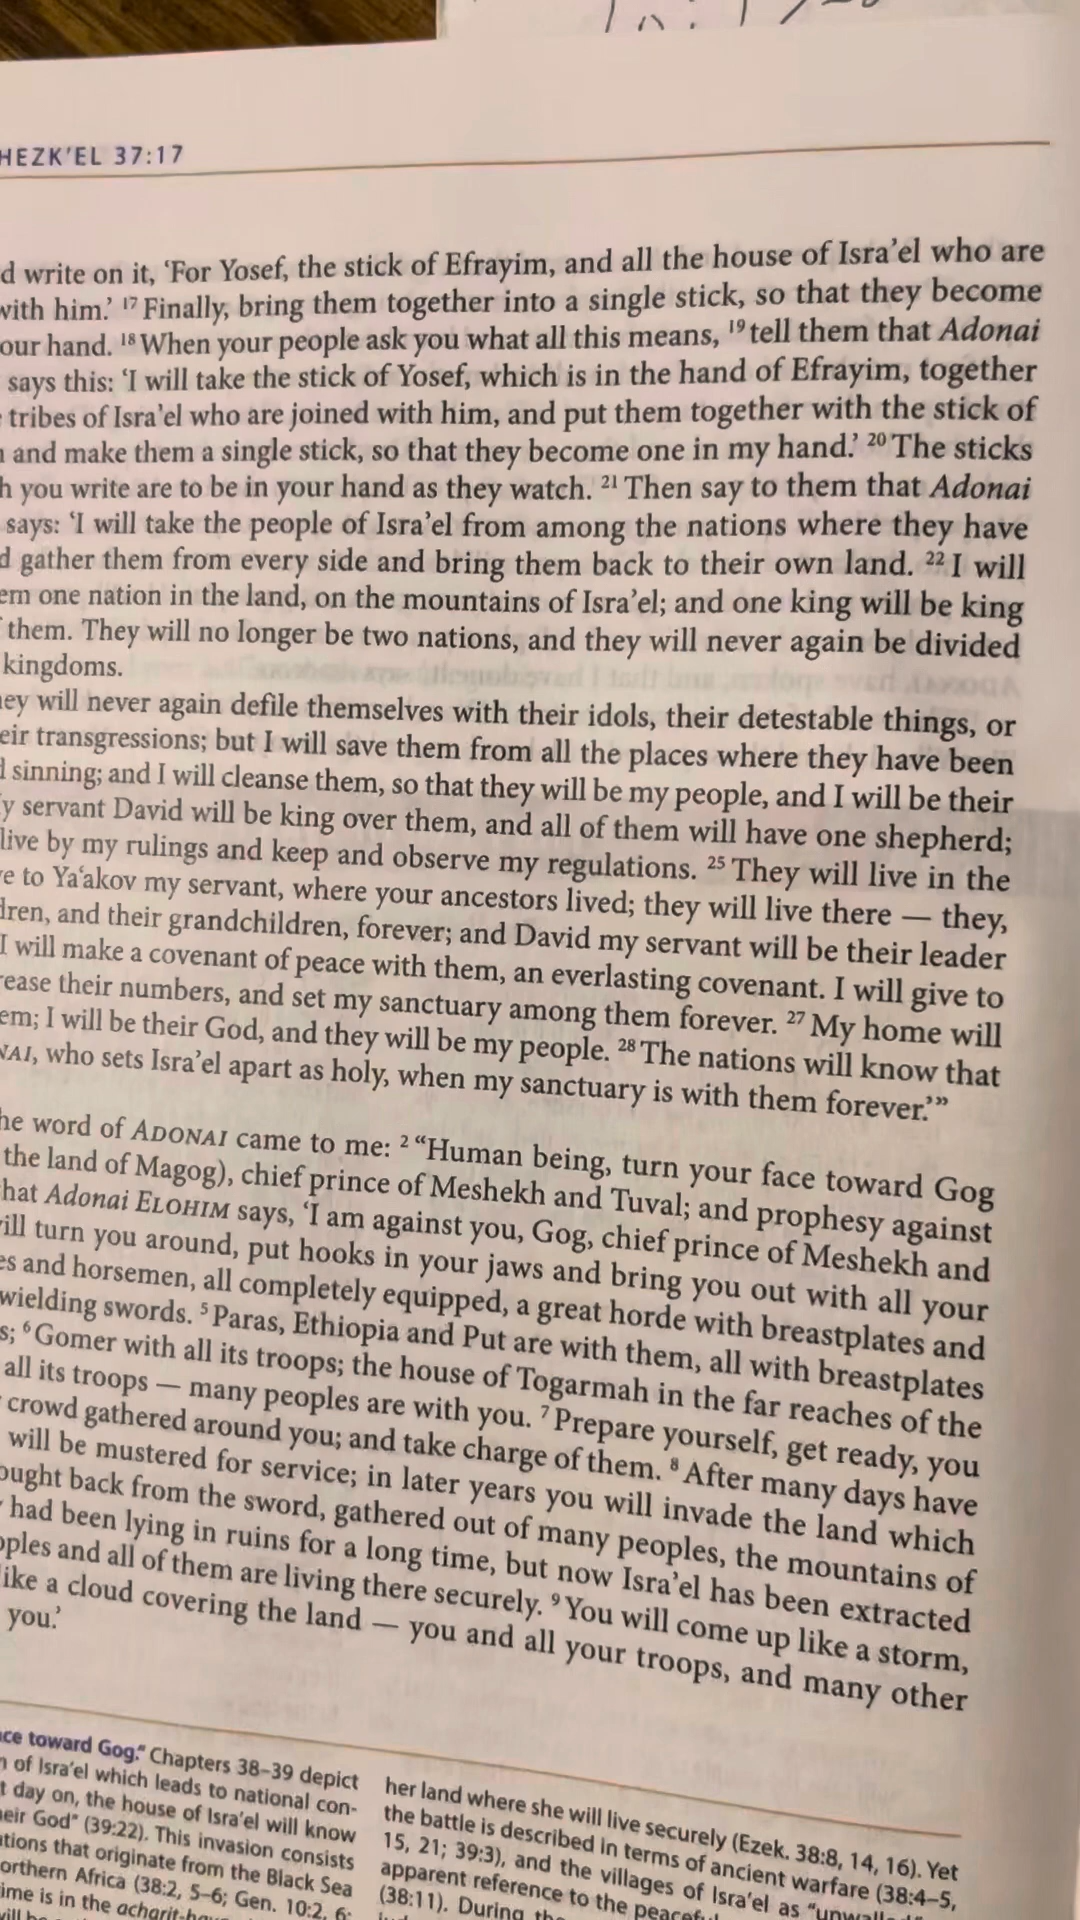 HEZK'EL 37:17
d write on it, ‘For Yosef, the stick of Efrayim, and all the house of Isra’el who are
with him.’ ¹⁷ Finally, bring them together into a single stick, so that they become
our hand. ¹⁸ When your people ask you what all this means, ¹⁹ tell them that Adonai
says this: ‘I will take the stick of Yosef, which is in the hand of Efrayim, together
tribes of Isra’el who are joined with him, and put them together with the stick of
and make them a single stick, so that they become one in my hand.’ ²⁰ The sticks
h you write are to be in your hand as they watch. ²¹ Then say to them that Adonai
says: ‘I will take the people of Isra’el from among the nations where they have
d gather them from every side and bring them back to their own land. ²² I will
em one nation in the land, on the mountains of Isra’el; and one king will be king
them. They will no longer be two nations, and they will never again be divided
kingdoms.
ey will never again defile themselves with their idols, their detestable things, or
eir transgressions; but I will save them from all the places where they have been
sinning; and I will cleanse them, so that they will be my people, and I will be their
y servant David will be king over them, and all of them will have one shepherd;
live by my rulings and keep and observe my regulations. ²⁵ They will live in the
e to Ya‘akov my servant, where your ancestors lived; they will live there — they,
dren, and their grandchildren, forever; and David my servant will be their leader
I will make a covenant of peace with them, an everlasting covenant. I will give to
rease their numbers, and set my sanctuary among them forever. ²⁷ My home will
em; I will be their God, and they will be my people. ²⁸ The nations will know that
NAI, who sets Isra’el apart as holy, when my sanctuary is with them forever.’”
he word of ADONAI came to me: ² “Human being, turn your face toward Gog
the land of Magog), chief prince of Meshekh and Tuval; and prophesy against
hat Adonai ELOHIM says, ‘I am against you, Gog, chief prince of Meshekh and
ill turn you around, put hooks in your jaws and bring you out with all your
es and horsemen, all completely equipped, a great horde with breastplates and
wielding swords. ⁵ Paras, Ethiopia and Put are with them, all with breastplates
s; ⁶ Gomer with all its troops; the house of Togarmah in the far reaches of the
all its troops — many peoples are with you. ⁷ Prepare yourself, get ready, you
crowd gathered around you; and take charge of them. ⁸ After many days have
will be mustered for service; in later years you will invade the land which
ought back from the sword, gathered out of many peoples, the mountains of
had been lying in ruins for a long time, but now Isra’el has been extracted
oples and all of them are living there securely. ⁹ You will come up like a storm,
ike a cloud covering the land — you and all your troops, and many other
you.’
ce toward Gog.” Chapters 38–39 depict
n of Isra’el which leads to national con-
t day on, the house of Isra’el will know
heir God” (39:22). This invasion consists
ations that originate from the Black Sea
orthern Africa (38:2, 5–6; Gen. 10:2, 6;
ime is in the acharit-ha
her land where she will live securely (Ezek. 38:8, 14, 16). Yet
the battle is described in terms of ancient warfare (38:4–5,
15, 21; 39:3), and the villages of Isra’el as “unwalled”
apparent reference to the peacefu
(38:11). During the